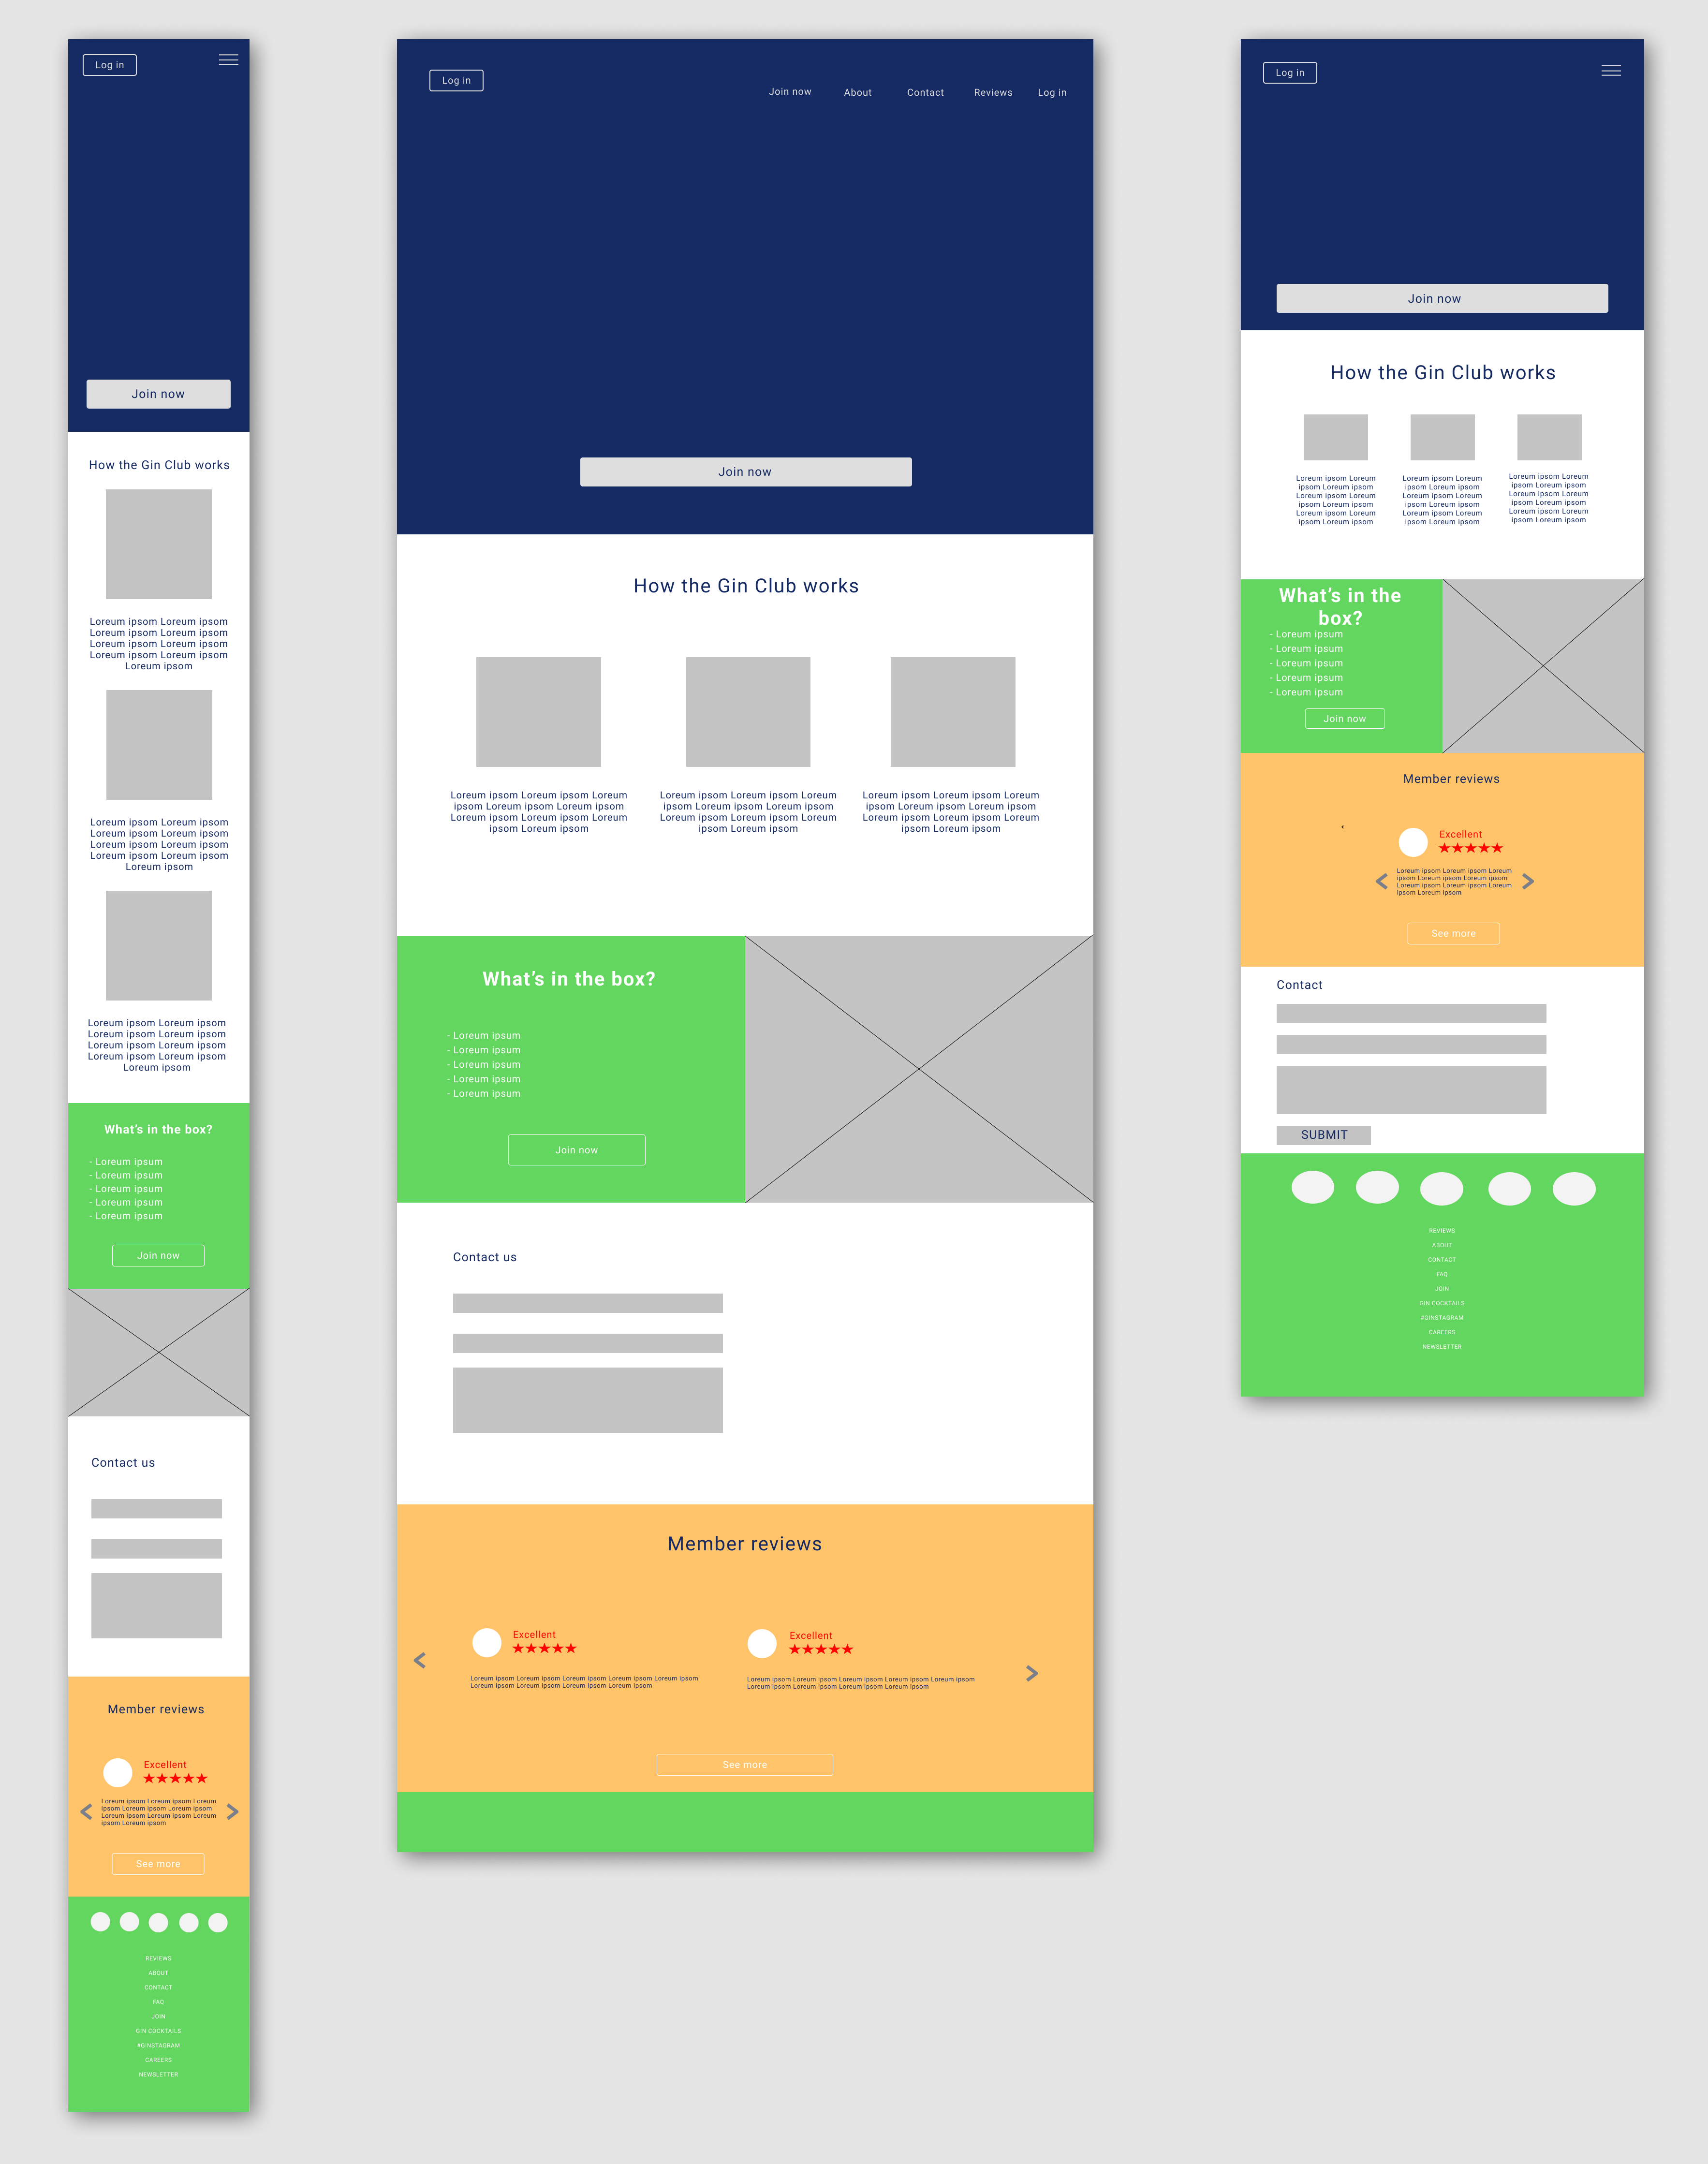 Log in
Join now
How the Gin Club works
Loreum ipsom Loreum ipsom
Loreum ipsom Loreum ipsom
Loreum ipsom Loreum ipsom
Loreum ipsom Loreum ipsom
Loreum ipsom
Loreum ipsom Loreum ipsom
Loreum ipsom Loreum ipsom
Loreum ipsom Loreum ipsom
Loreum ipsom Loreum ipsom
Loreum ipsom
Loreum ipsom Loreum ipsom
Loreum ipsom Loreum ipsom
Loreum ipsom Loreum ipsom
Loreum ipsom Loreum ipsom
Loreum ipsom
What’s in the box?
- Loreum ipsum
- Loreum ipsum
- Loreum ipsum
- Loreum ipsum
- Loreum ipsum
Join now
Contact us
Member reviews
Excellent
★★★★★
Loreum ipsom Loreum ipsom Loreum
ipsom Loreum ipsom Loreum ipsom
Loreum ipsom Loreum ipsom Loreum
ipsom Loreum ipsom
See more
REVIEWS
ABOUT
CONTACT
FAQ
JOIN
GIN COCKTAILS
#GINSTAGRAM
CAREERS
NEWSLETTER
Log in
Join now About Contact Reviews Log in
Join now
How the Gin Club works
Loreum ipsom Loreum ipsom Loreum
ipsom Loreum ipsom Loreum ipsom
Loreum ipsom Loreum ipsom Loreum
ipsom Loreum ipsom
Loreum ipsom Loreum ipsom Loreum
ipsom Loreum ipsom Loreum ipsom
Loreum ipsom Loreum ipsom Loreum
ipsom Loreum ipsom
Loreum ipsom Loreum ipsom Loreum
ipsom Loreum ipsom Loreum ipsom
Loreum ipsom Loreum ipsom Loreum
ipsom Loreum ipsom
What’s in the box?
- Loreum ipsum
- Loreum ipsum
- Loreum ipsum
- Loreum ipsum
- Loreum ipsum
Join now
Contact us
Member reviews
Excellent
★★★★★
Loreum ipsom Loreum ipsom Loreum ipsom Loreum ipsom Loreum ipsom
Loreum ipsom Loreum ipsom Loreum ipsom Loreum ipsom
Excellent
★★★★★
Loreum ipsom Loreum ipsom Loreum ipsom Loreum ipsom Loreum ipsom
Loreum ipsom Loreum ipsom Loreum ipsom Loreum ipsom
See more
Log in
Join now
How the Gin Club works
Loreum ipsom Loreum
ipsom Loreum ipsom
Loreum ipsom Loreum
ipsom Loreum ipsom
Loreum ipsom Loreum
ipsom Loreum ipsom
Loreum ipsom Loreum
ipsom Loreum ipsom
Loreum ipsom Loreum
ipsom Loreum ipsom
Loreum ipsom Loreum
ipsom Loreum ipsom
Loreum ipsom Loreum
ipsom Loreum ipsom
Loreum ipsom Loreum
ipsom Loreum ipsom
Loreum ipsom Loreum
ipsom Loreum ipsom
What’s in the
box?
- Loreum ipsum
- Loreum ipsum
- Loreum ipsum
- Loreum ipsum
- Loreum ipsum
Join now
Member reviews
Excellent
★★★★★
Loreum ipsom Loreum ipsom Loreum
ipsom Loreum ipsom Loreum ipsom
Loreum ipsom Loreum ipsom Loreum
ipsom Loreum ipsom
See more
Contact
SUBMIT
REVIEWS
ABOUT
CONTACT
FAQ
JOIN
GIN COCKTAILS
#GINSTAGRAM
CAREERS
NEWSLETTER